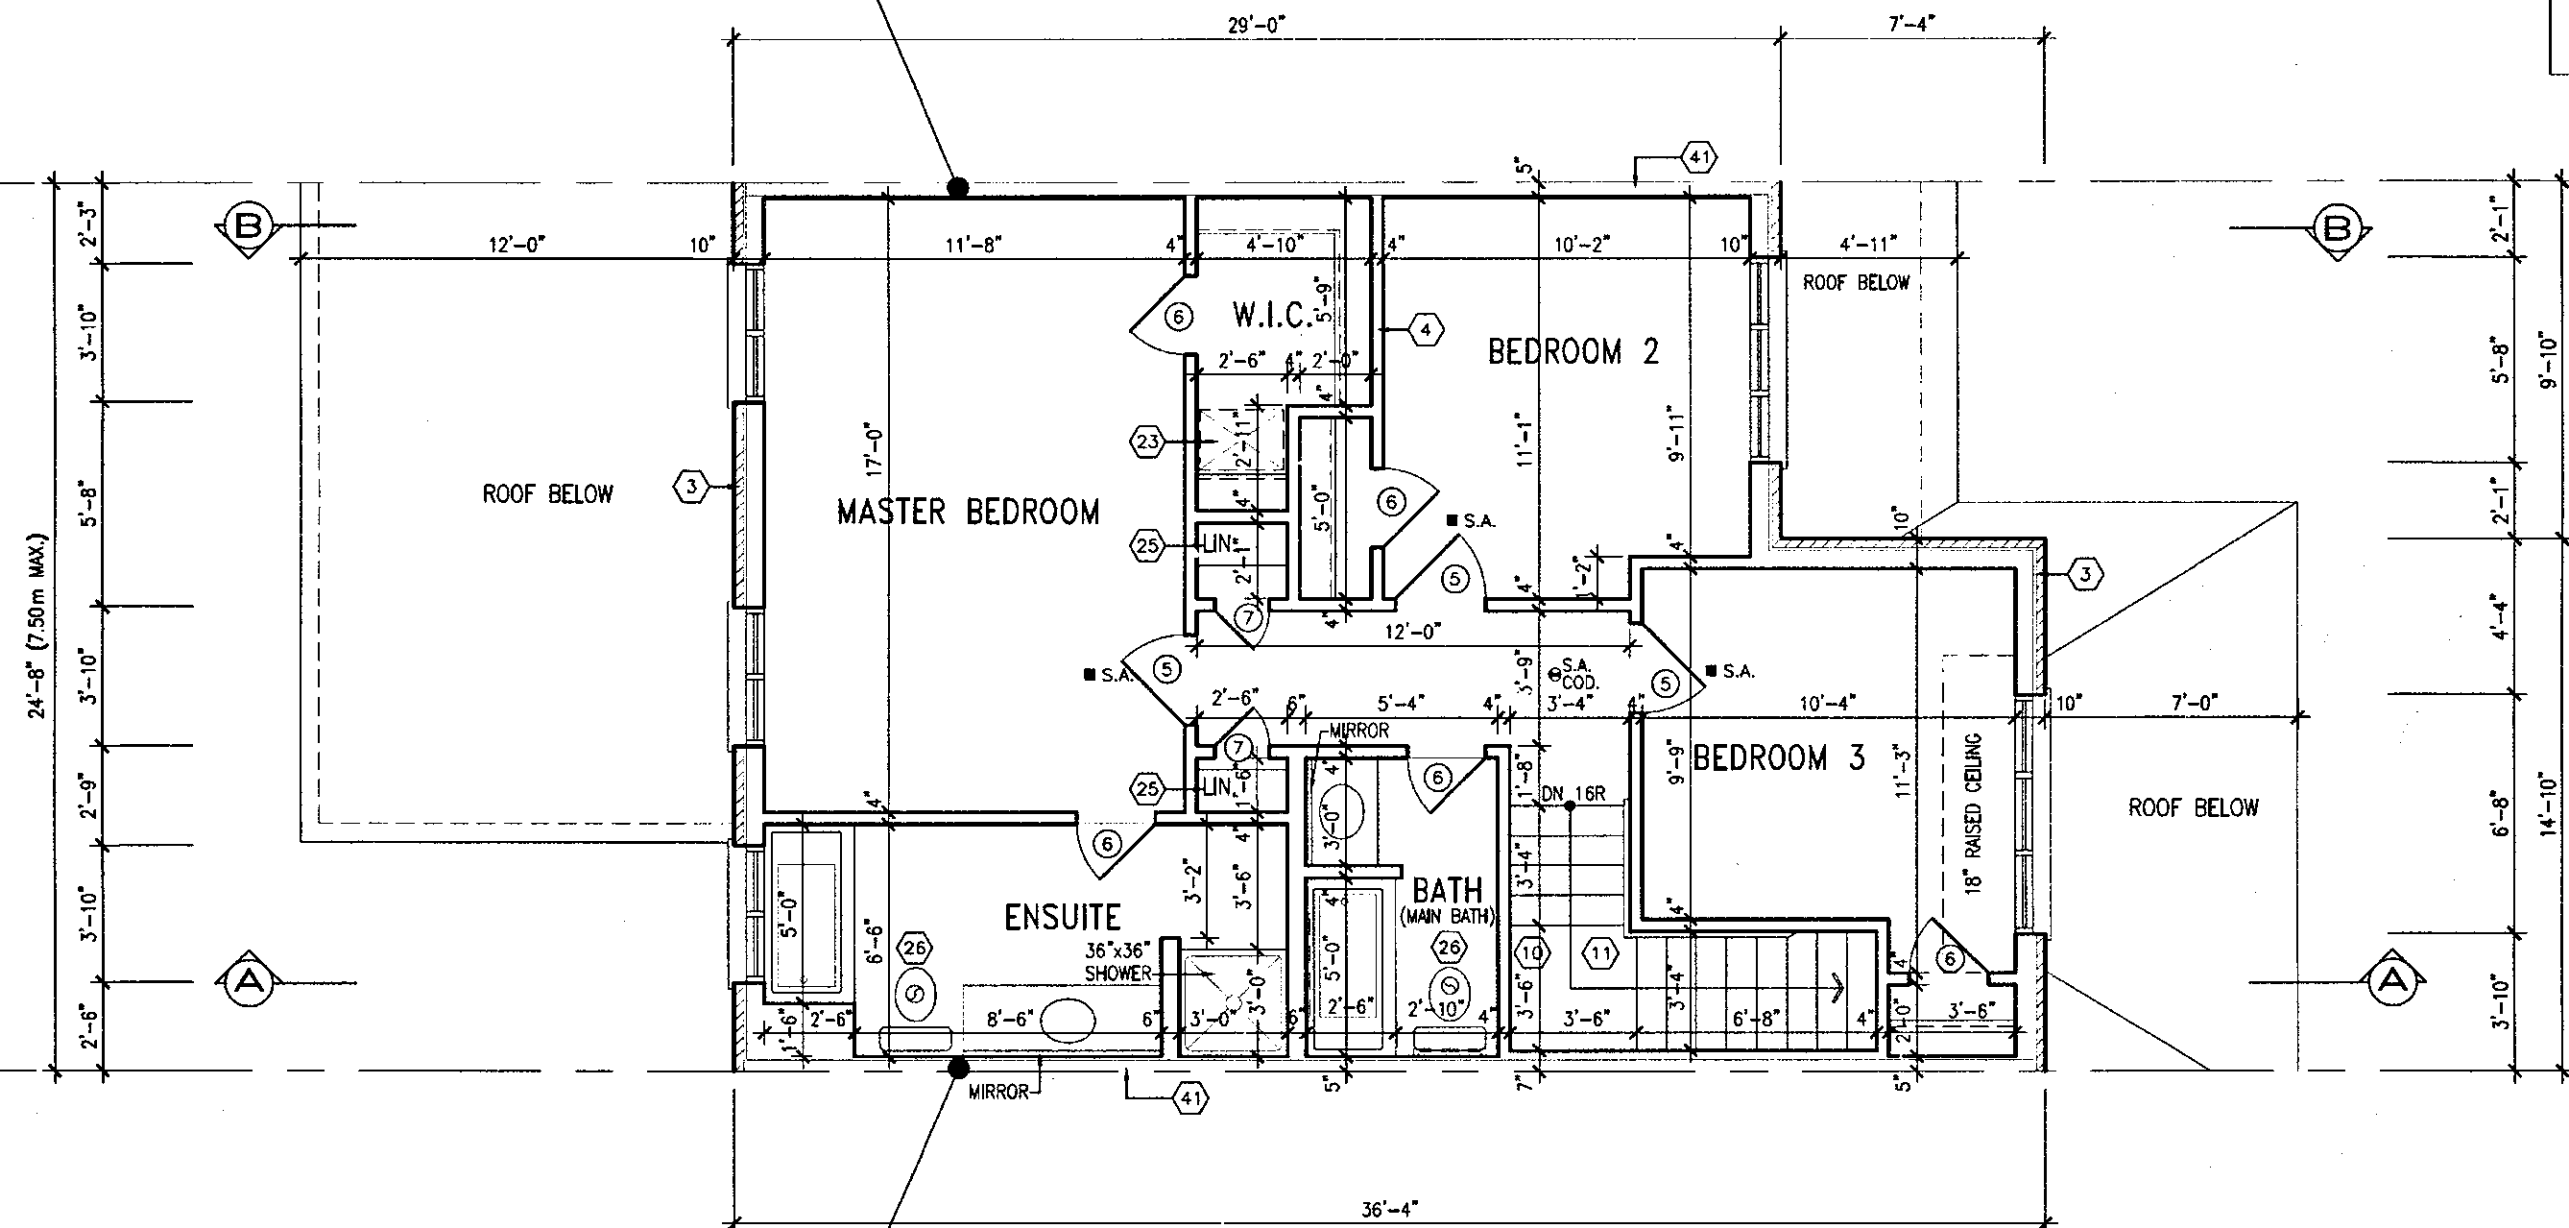 29'-0" 7'-4"
5" 41
B 2'-3" 12'-0" 10" 11'-8" 4" 4'-10" 4" 10'-2" 10" 4'-11" B 2'-1"
ROOF BELOW
3'-10" 6 W.I.C. 5'-9" 4 BEDROOM 2 5'-8" 9'-10"
2'-6" 4" 2'-0"
4"
17'-0" 23 2'-11" 11'-1" 9'-11"
5'-8" ROOF BELOW 3 MASTER BEDROOM 4" 5'-0" 6 S.A. 10" 2'-1"
25 LIN. 2'-1" 5 4" 1'-2" 4" 3
24'-8" (7.50m MAX.)
7 4" 12'-0" 4'-4"
3'-10" S.A. 5 3'-9" S.A. COD. 5 S.A.
2'-6" 6" 5'-4" 4" 3'-4" 4" 10'-4" 10" 7'-0"
MIRROR
7 4" 6 1'-8" 9'-9" BEDROOM 3 11'-3"
2'-9" 4" 25 LIN. 1'-6" DN 16R 18" RAISED CEILING ROOF BELOW 6'-8" 14'-10"
6 4" 3'-0"
3'-10" 5'-0" 6'-6" ENSUITE 3'-2" 3'-6" 4" BATH 3'-4" 4"
(MAIN BATH)
A 26 36"x36" 5'-0" 26 10 11 4" 6 A
SHOWER
3'-0" 3'-6" 3'-4" 3'-10"
2'-6" 1'-6" 2'-6" 8'-6" 6" 3'-0" 6" 2'-6" 2'-10" 4" 3'-6" 6'-8" 4" 2'-0" 3'-6"
MIRROR 41 5" 7" 5"
36'-4"